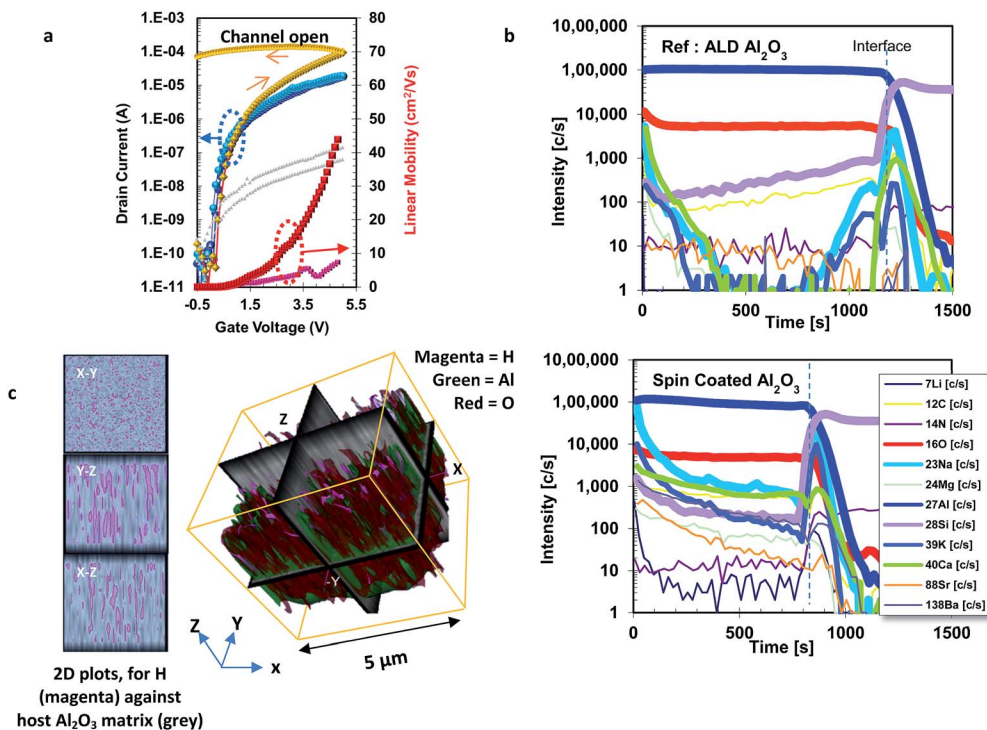 a
Channel open
1.E-03
1.E-04
1.E-05
1.E-06
1.E-07
1.E-08
1.E-09
1.E-10
1.E-11
Drain Current (A)
80
70
60
50
40
30
20
10
0
Linear Mobility (cm²/Vs)
-0.5
1.5
3.5
5.5
Gate Voltage (V)
b
Ref : ALD Al₂O₃
Interface
10,00,000
1,00,000
10,000
1,000
100
10
1
Intensity [c/s]
0
500
1000
1500
Time [s]
Spin Coated Al₂O₃
10,00,000
1,00,000
10,000
1,000
100
10
1
Intensity [c/s]
0
500
1000
1500
Time [s]
7Li [c/s]
12C [c/s]
14N [c/s]
16O [c/s]
23Na [c/s]
24Mg [c/s]
27Al [c/s]
28Si [c/s]
39K [c/s]
40Ca [c/s]
88Sr [c/s]
138Ba [c/s]
c
X-Y
Y-Z
X-Z
2D plots, for H
(magenta) against
host Al₂O₃ matrix (grey)
Magenta = H
Green = Al
Red = O
Z
X
-Y
Z
Y
x
5 µm